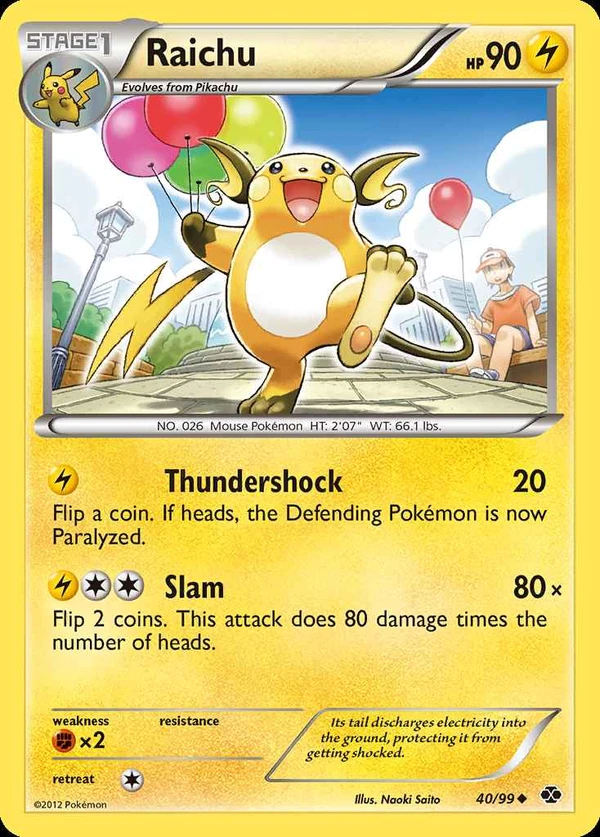 STAGE1
Raichu
HP 90
Evolves from Pikachu
NO. 026 Mouse Pokémon HT: 2'07" WT: 66.1 lbs.
Thundershock 20
Flip a coin. If heads, the Defending Pokémon is now
Paralyzed.
Slam 80×
Flip 2 coins. This attack does 80 damage times the
number of heads.
weakness resistance
×2
Its tail discharges electricity into
the ground, protecting it from
getting shocked.
retreat
©2012 Pokémon
Illus. Naoki Saito 40/99